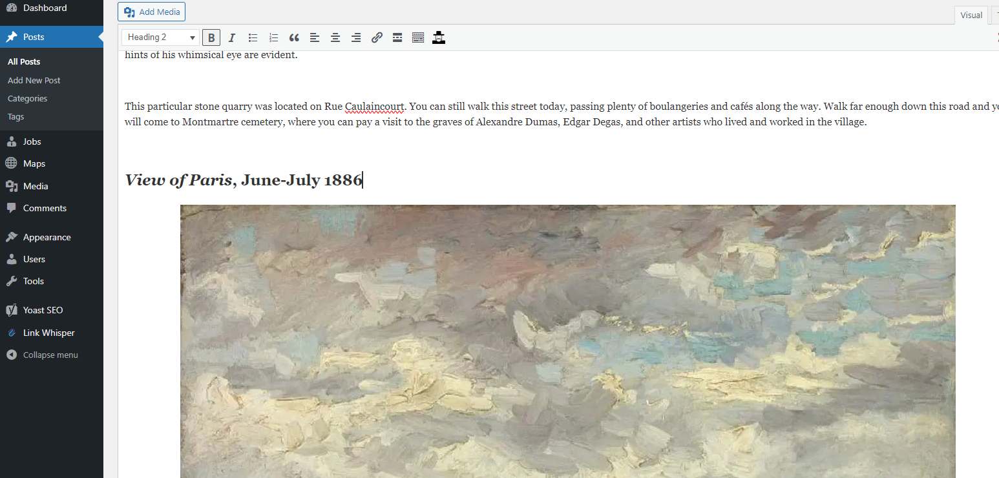 Dashboard
Posts
All Posts
Add New Post
Categories
Tags
Jobs
Maps
Media
Comments
Appearance
Users
Tools
Yoast SEO
Link Whisper
Collapse menu
Add Media
Visual
Heading 2
B I
hints of his whimsical eye are evident.
This particular stone quarry was located on Rue Caulaincourt. You can still walk this street today, passing plenty of boulangeries and cafés along the way. Walk far enough down this road and
will come to Montmartre cemetery, where you can pay a visit to the graves of Alexandre Dumas, Edgar Degas, and other artists who lived and worked in the village.
View of Paris, June-July 1886